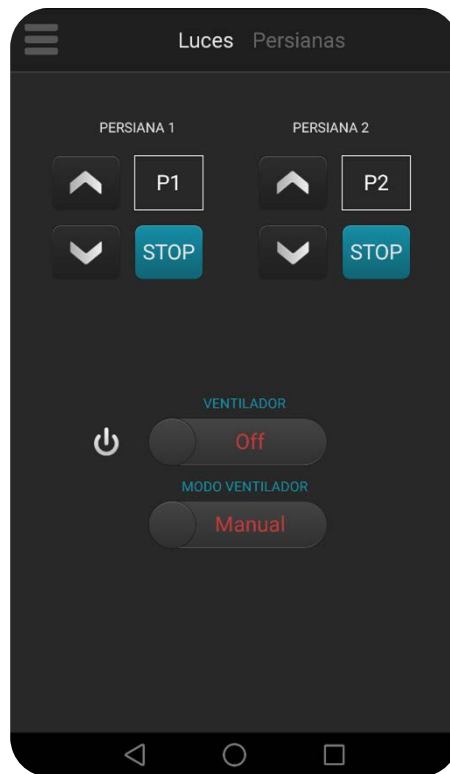 Luces Persianas
PERSIANA 1 PERSIANA 2
P1 P2
STOP STOP
VENTILADOR
Off
MODO VENTILADOR
Manual